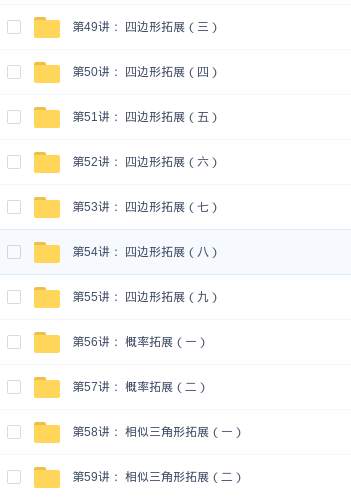 第49讲： 四边形拓展（三）
第50讲： 四边形拓展（四）
第51讲： 四边形拓展（五）
第52讲： 四边形拓展（六）
第53讲： 四边形拓展（七）
第54讲： 四边形拓展（八）
第55讲： 四边形拓展（九）
第56讲： 概率拓展（一）
第57讲： 概率拓展（二）
第58讲： 相似三角形拓展（一）
第59讲： 相似三角形拓展（二）